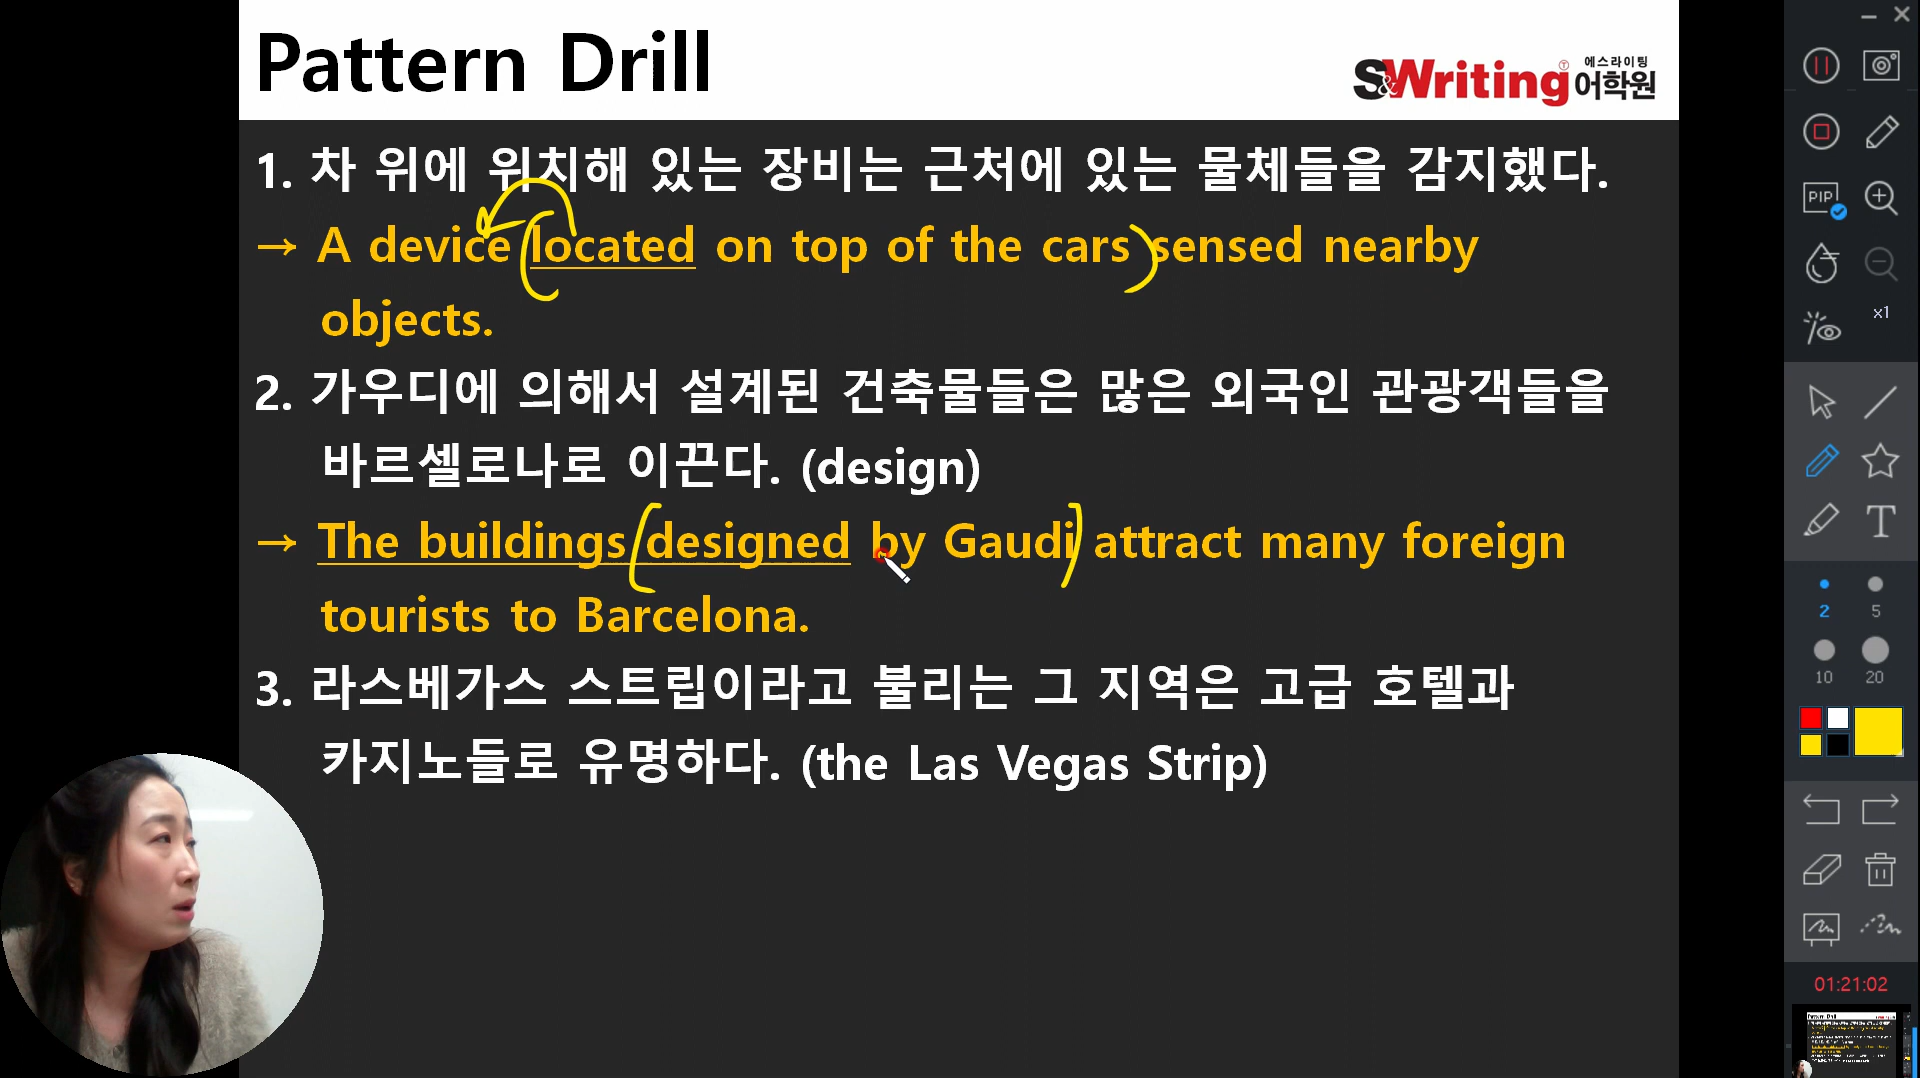 Pattern Drill
S&Writing 에스라이팅 어학원
1. 차 위에 위치해 있는 장비는 근처에 있는 물체들을 감지했다.
→ A device located on top of the cars sensed nearby
objects.
2. 가우디에 의해서 설계된 건축물들은 많은 외국인 관광객들을
바르셀로나로 이끈다. (design)
→ The buildings designed by Gaudi attract many foreign
tourists to Barcelona.
3. 라스베가스 스트립이라고 불리는 그 지역은 고급 호텔과
카지노들로 유명하다. (the Las Vegas Strip)
PIP
x1
T
2 5
10 20
01:21:02